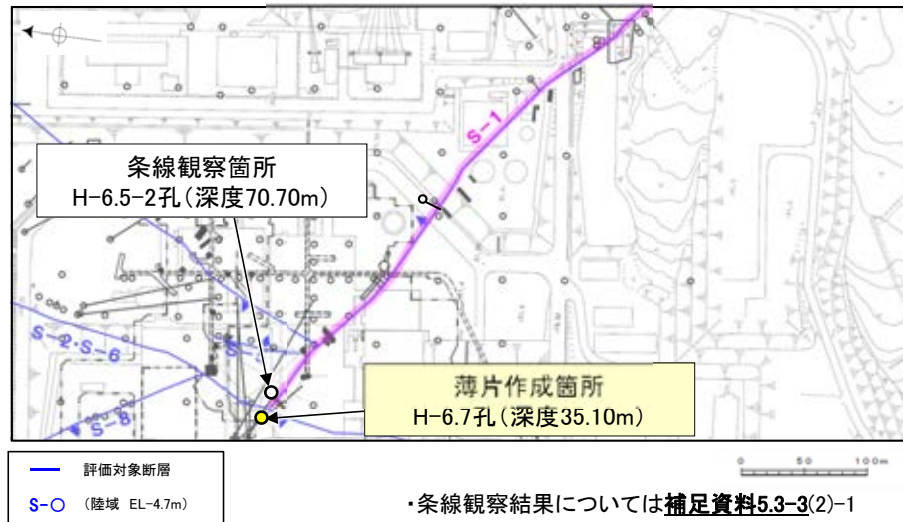 S-1
条線観察箇所
H-6.5-2孔(深度70.70m)
S-2・S-6
S-8
薄片作成箇所
H-6.7孔(深度35.10m)
評価対象断層
S-○ (陸域 EL-4.7m)
0 50 100m
・条線観察結果については補足資料5.3-3(2)-1